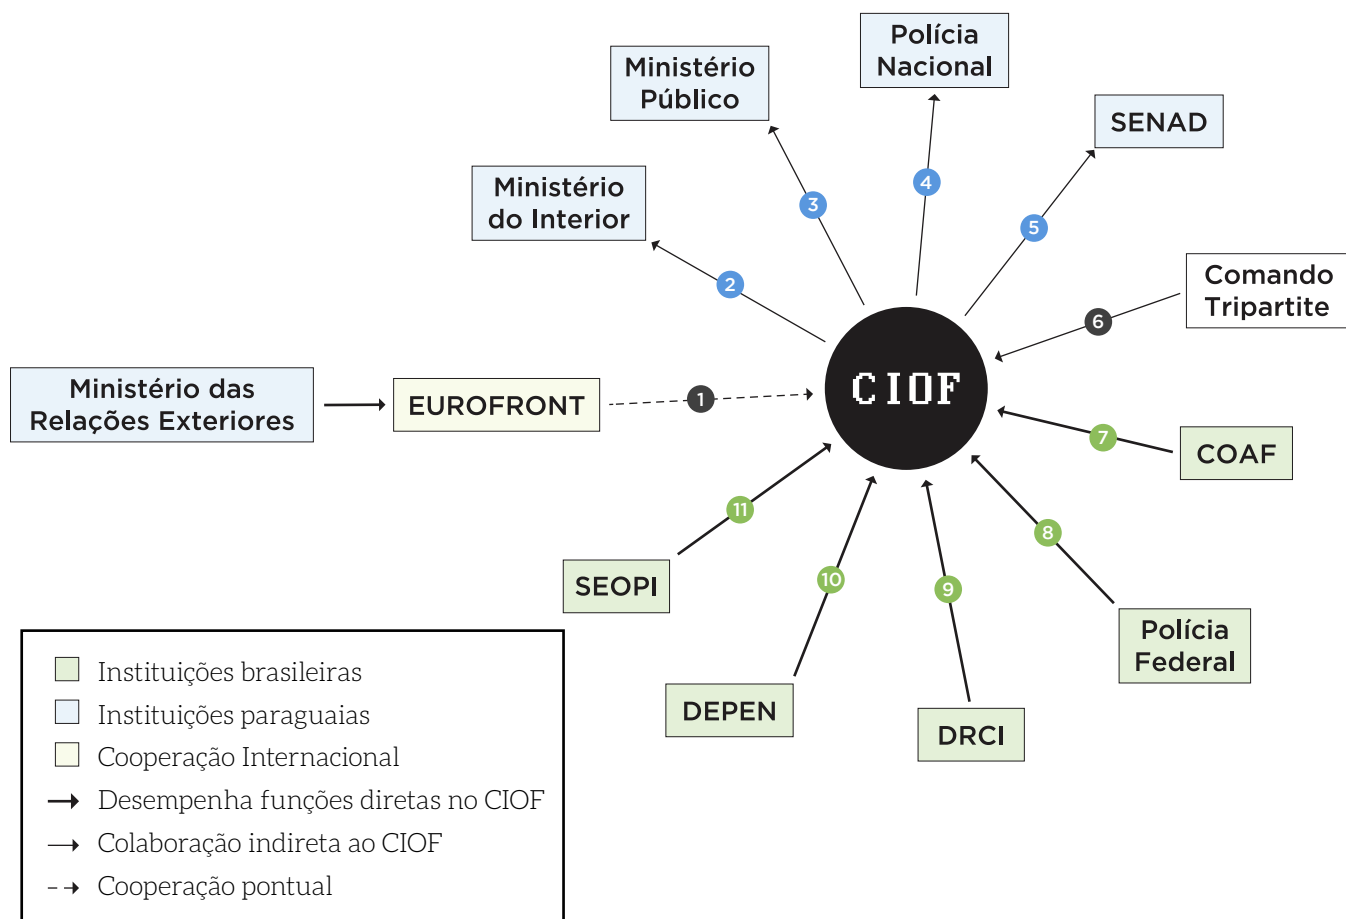 Polícia
Nacional
Ministério
Público
SENAD
Ministério
do Interior
4
3
5
2
Comando
Tripartite
6
Ministério das
Relações Exteriores
EUROFRONT
1
CIOF
7
COAF
11
8
SEOPI
10
9
Polícia
Federal
DEPEN
DRCI
Instituições brasileiras
Instituições paraguaias
Cooperação Internacional
Desempenha funções diretas no CIOF
Colaboração indireta ao CIOF
Cooperação pontual